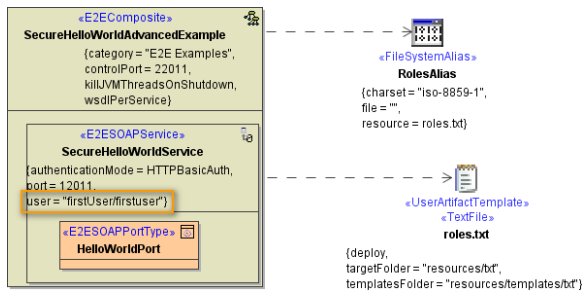 «E2EComposite»
SecureHelloWorldAdvancedExample
{category = "E2E Examples",
controlPort = 22011,
killJVMThreadsOnShutdown,
wsdlPerService}
«E2ESOAPService»
SecureHelloWorldService
{authenticationMode = HTTPBasicAuth,
port = 12011,
user = "firstUser/firstuser"}
«E2ESOAPPortType»
HelloWorldPort
«FileSystemAlias»
RolesAlias
{charset = "iso-8859-1",
file = "",
resource = roles.txt}
«UserArtifactTemplate»
«TextFile»
roles.txt
{deploy,
targetFolder = "resources/txt",
templatesFolder = "resources/templates/txt"}